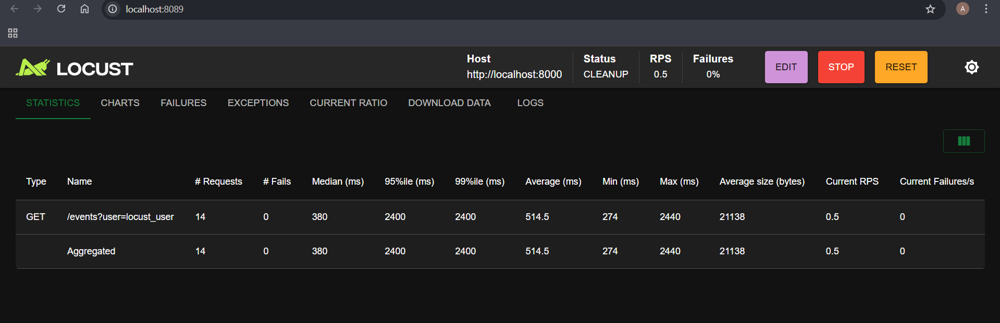 localhost:8089
A
LOCUST
Host
http://localhost:8000
Status
CLEANUP
RPS
0.5
Failures
0%
EDIT
STOP
RESET
STATISTICS CHARTS FAILURES EXCEPTIONS CURRENT RATIO DOWNLOAD DATA LOGS
Type Name # Requests # Fails Median (ms) 95%ile (ms) 99%ile (ms) Average (ms) Min (ms) Max (ms) Average size (bytes) Current RPS Current Failures/s
GET /events?user=locust_user 14 0 380 2400 2400 514.5 274 2440 21138 0.5 0
Aggregated 14 0 380 2400 2400 514.5 274 2440 21138 0.5 0